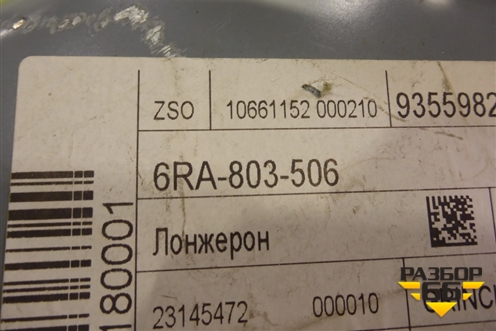 ZSO 10661152 000210 9355982
6RA-803-506
Лонжерон
180001
23145472 000010
РАЗБОР
66